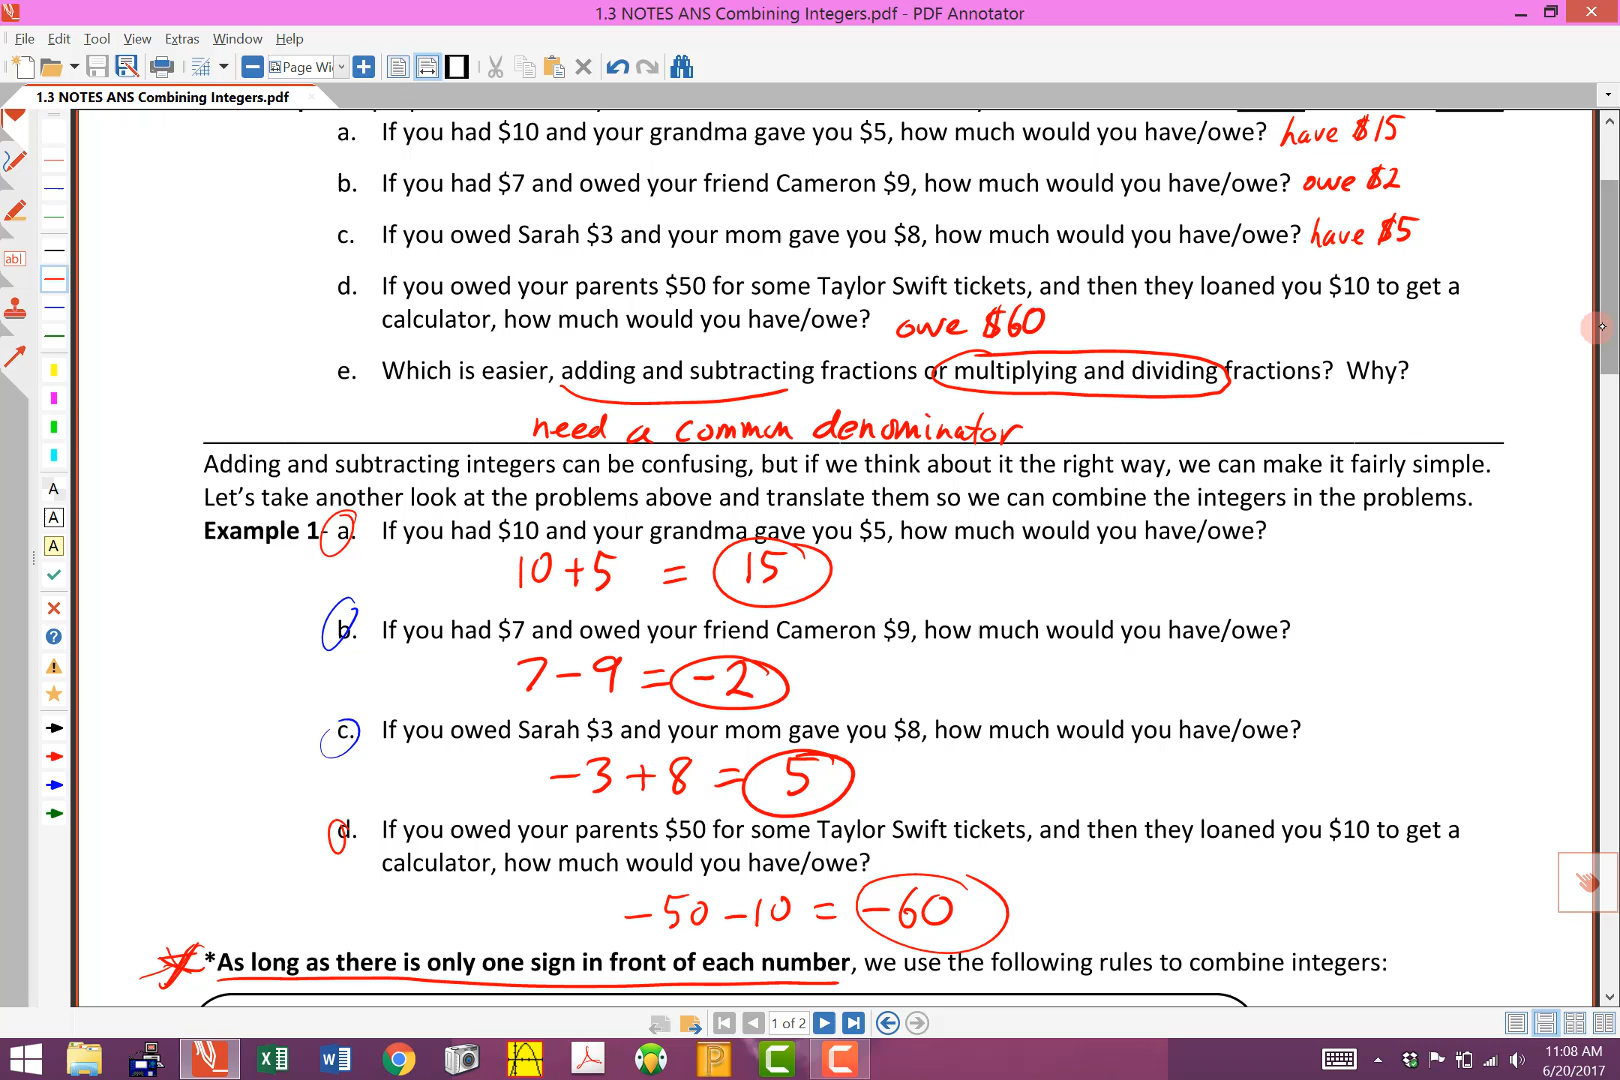 1.3 NOTES ANS Combining Integers.pdf - PDF Annotator
File Edit Tool View Extras Window Help
Page Wi
1.3 NOTES ANS Combining Integers.pdf
a. If you had $10 and your grandma gave you $5, how much would you have/owe? have $15
b. If you had $7 and owed your friend Cameron $9, how much would you have/owe? owe $2
c. If you owed Sarah $3 and your mom gave you $8, how much would you have/owe? have $5
d. If you owed your parents $50 for some Taylor Swift tickets, and then they loaned you $10 to get a
calculator, how much would you have/owe? owe $60
e. Which is easier, adding and subtracting fractions or multiplying and dividing fractions? Why?
need a common denominator
Adding and subtracting integers can be confusing, but if we think about it the right way, we can make it fairly simple.
Let's take another look at the problems above and translate them so we can combine the integers in the problems.
Example 1- a. If you had $10 and your grandma gave you $5, how much would you have/owe?
10+5 = 15
b. If you had $7 and owed your friend Cameron $9, how much would you have/owe?
7-9 = -2
c. If you owed Sarah $3 and your mom gave you $8, how much would you have/owe?
-3+8 = 5
d. If you owed your parents $50 for some Taylor Swift tickets, and then they loaned you $10 to get a
calculator, how much would you have/owe?
-50-10 = -60
*As long as there is only one sign in front of each number, we use the following rules to combine integers:
abl
A
A
A
1 of 2
11:08 AM
6/20/2017